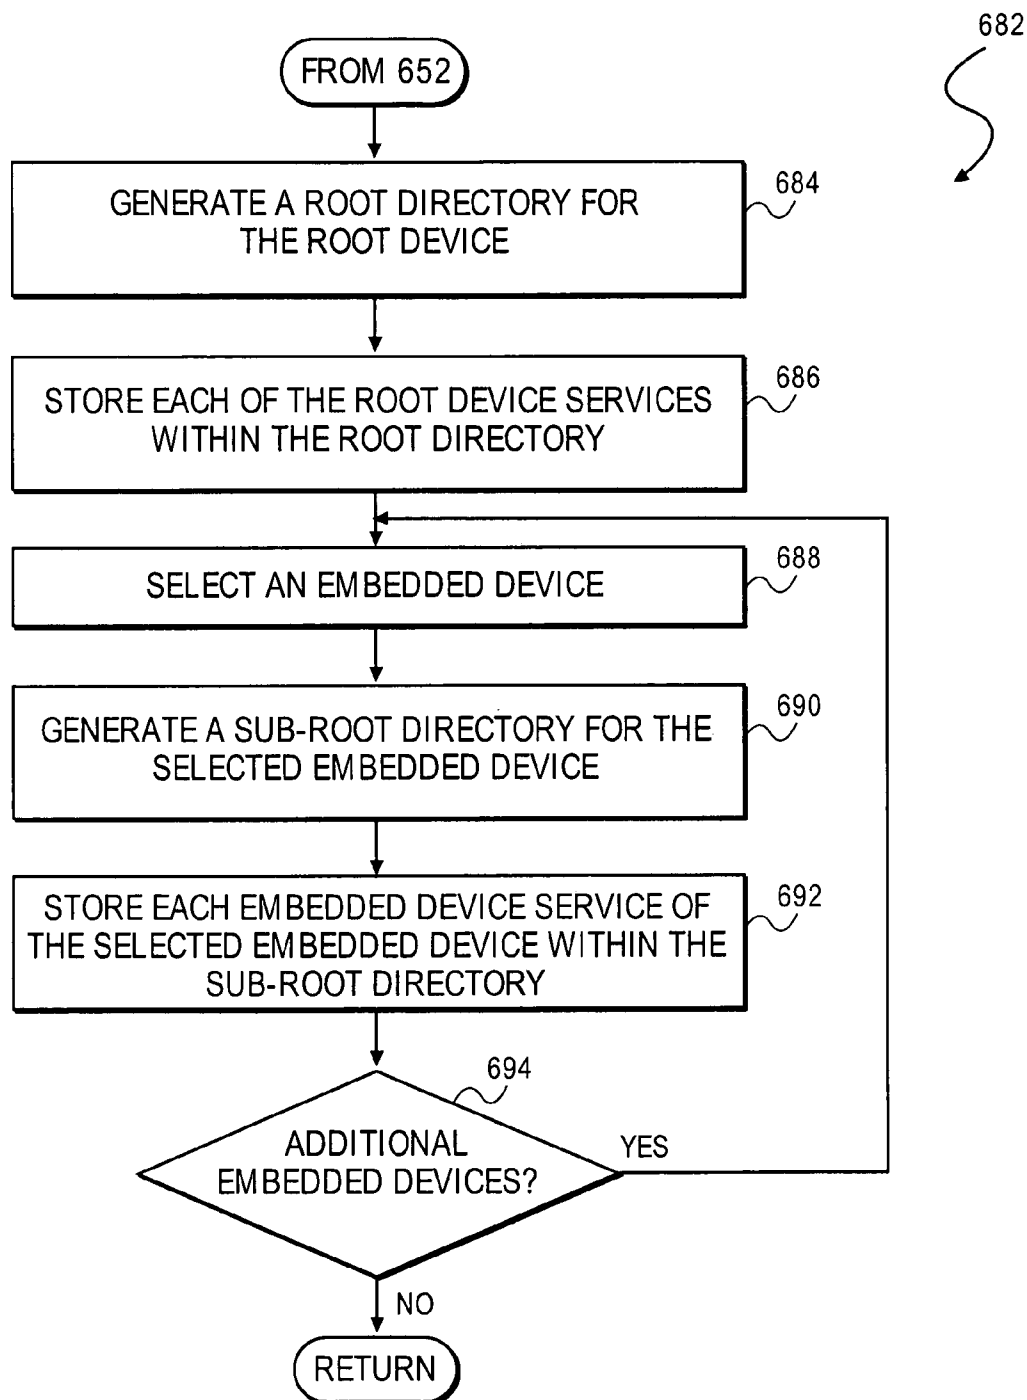 682
FROM 652
GENERATE A ROOT DIRECTORY FOR
THE ROOT DEVICE
684
STORE EACH OF THE ROOT DEVICE SERVICES
WITHIN THE ROOT DIRECTORY
686
SELECT AN EMBEDDED DEVICE
688
GENERATE A SUB-ROOT DIRECTORY FOR THE
SELECTED EMBEDDED DEVICE
690
STORE EACH EMBEDDED DEVICE SERVICE OF
THE SELECTED EMBEDDED DEVICE WITHIN THE
SUB-ROOT DIRECTORY
692
694
ADDITIONAL
EMBEDDED DEVICES?
YES
NO
RETURN